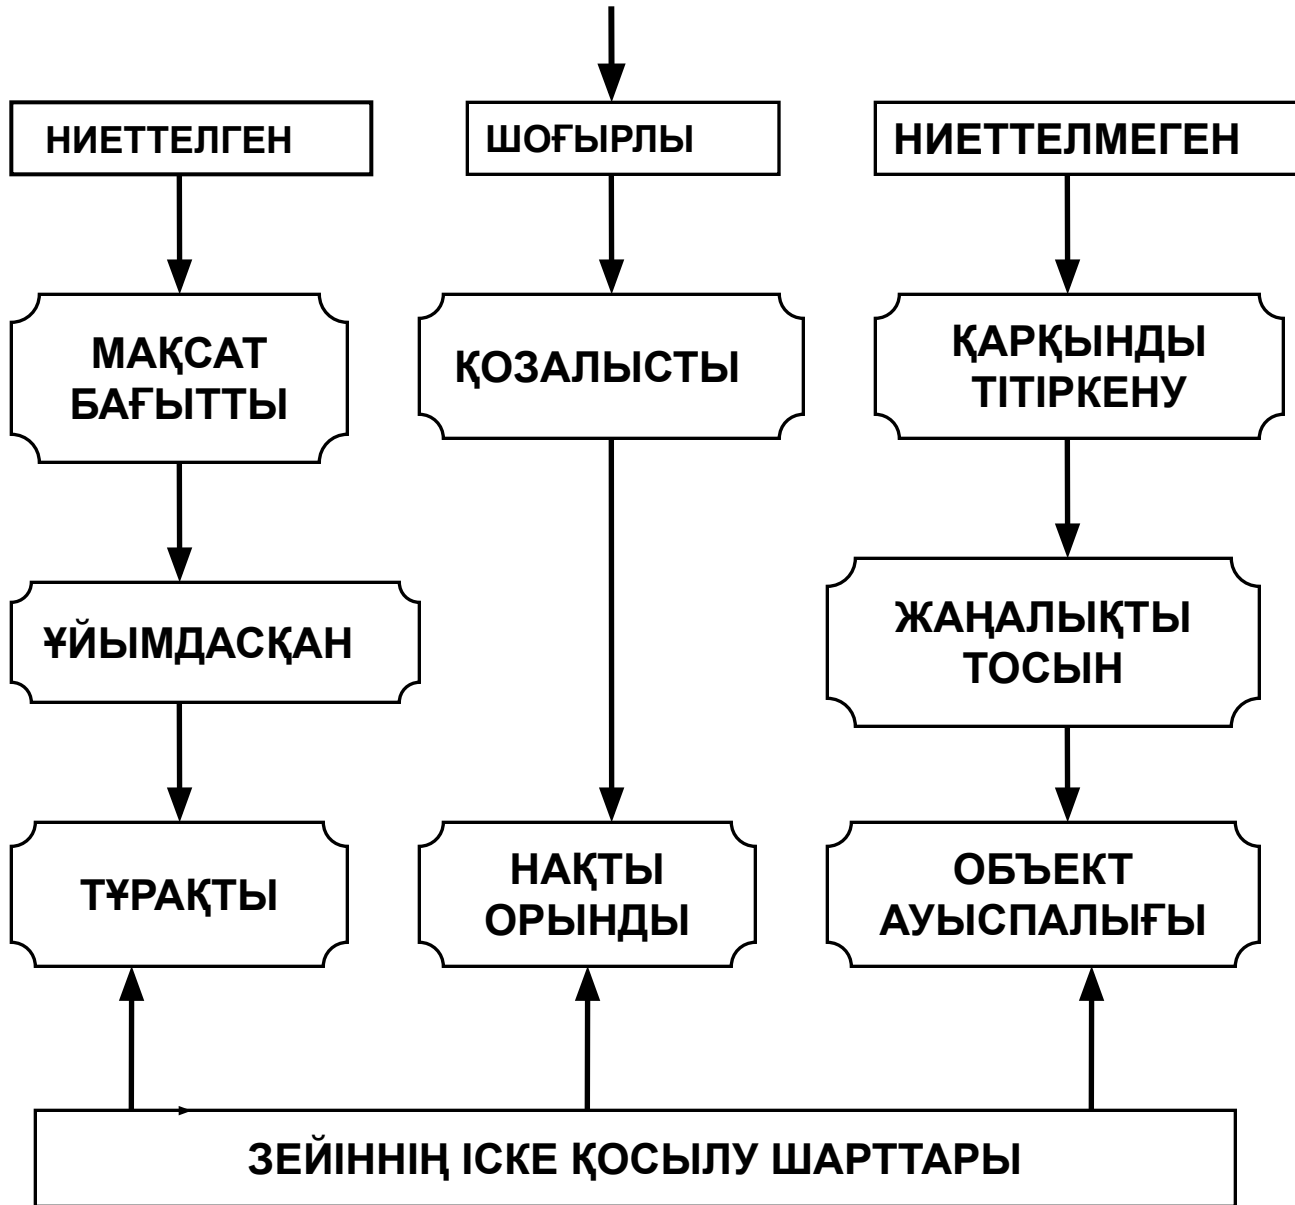 НИЕТТЕЛГЕН
ШОҒЫРЛЫ
НИЕТТЕЛМЕГЕН
МАҚСАТ
БАҒЫТТЫ
ҚОЗАЛЫСТЫ
ҚАРҚЫНДЫ
ТІТІРКЕНУ
ҰЙЫМДАСҚАН
ЖАҢАЛЫҚТЫ
ТОСЫН
ТҰРАҚТЫ
НАҚТЫ
ОРЫНДЫ
ОБЪЕКТ
АУЫСПАЛЫҒЫ
ЗЕЙІННІҢ ІСКЕ ҚОСЫЛУ ШАРТТАРЫ